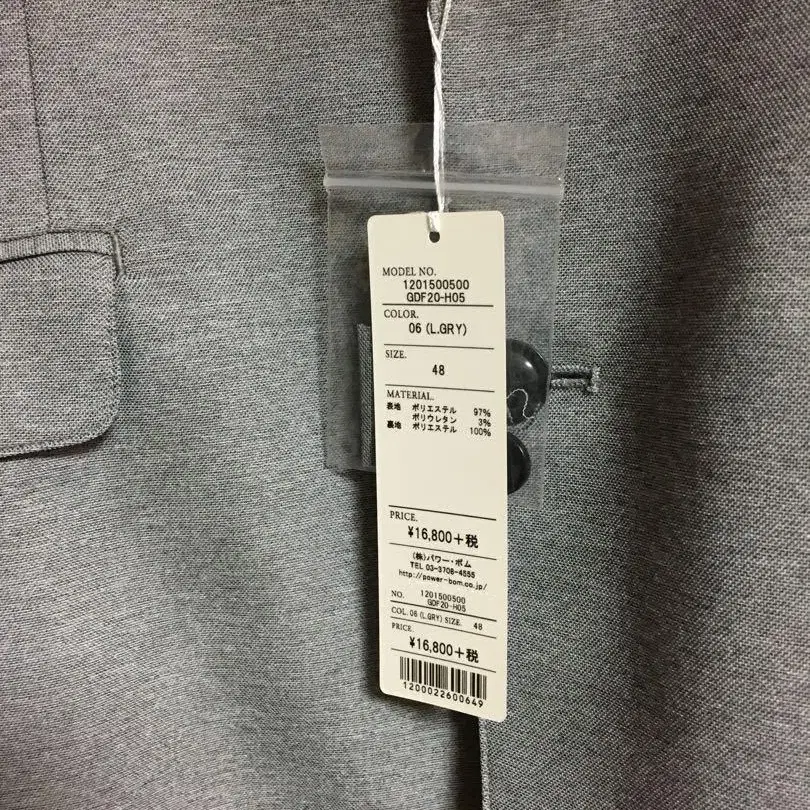 MODEL NO.
1201500500
GDF20-H05
COLOR.
06 (L.GRY)
SIZE.
48
MATERIAL.
表地 ポリエステル 97%
ポリウレタン 3%
裏地 ポリエステル 100%
PRICE.
¥16,800+税
(株)パワー・ボム
TEL 03-3708-4555
http://power-bom.co.jp/
NO. 1201500500
GDF20-H05
COL. 06 (L.GRY) SIZE. 48
PRICE.
¥16,800+税
1200022600649